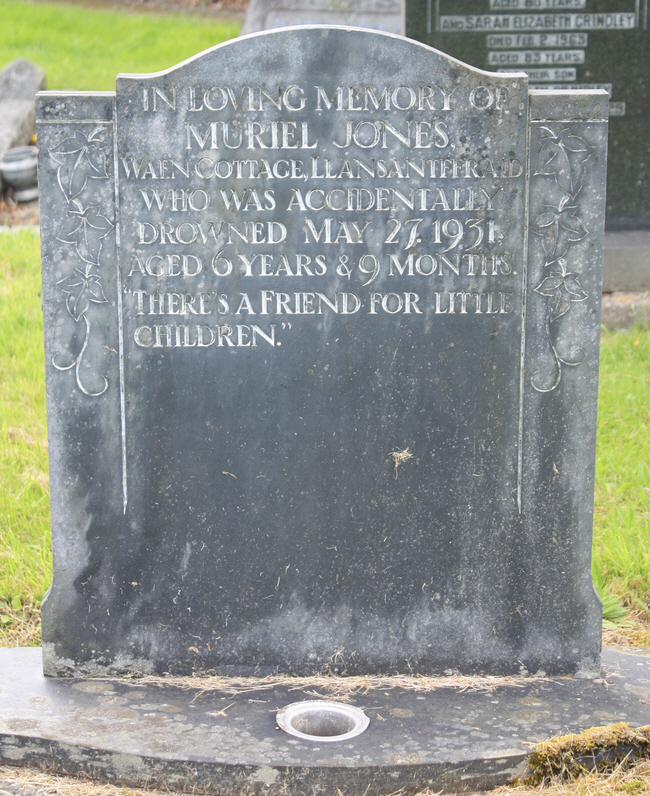 IN LOVING MEMORY OF
MURIEL JONES,
WAEN COTTAGE, LLANSANTFFRAID
WHO WAS ACCIDENTALLY
DROWNED MAY 27, 1931,
AGED 6 YEARS & 9 MONTHS.
"THERE'S A FRIEND FOR LITTLE
CHILDREN."
AGED 80 YEARS.
AND SARAH ELIZABETH GRINDLEY
DIED FEB. 2. 1963
AGED 83 YEARS.
SON